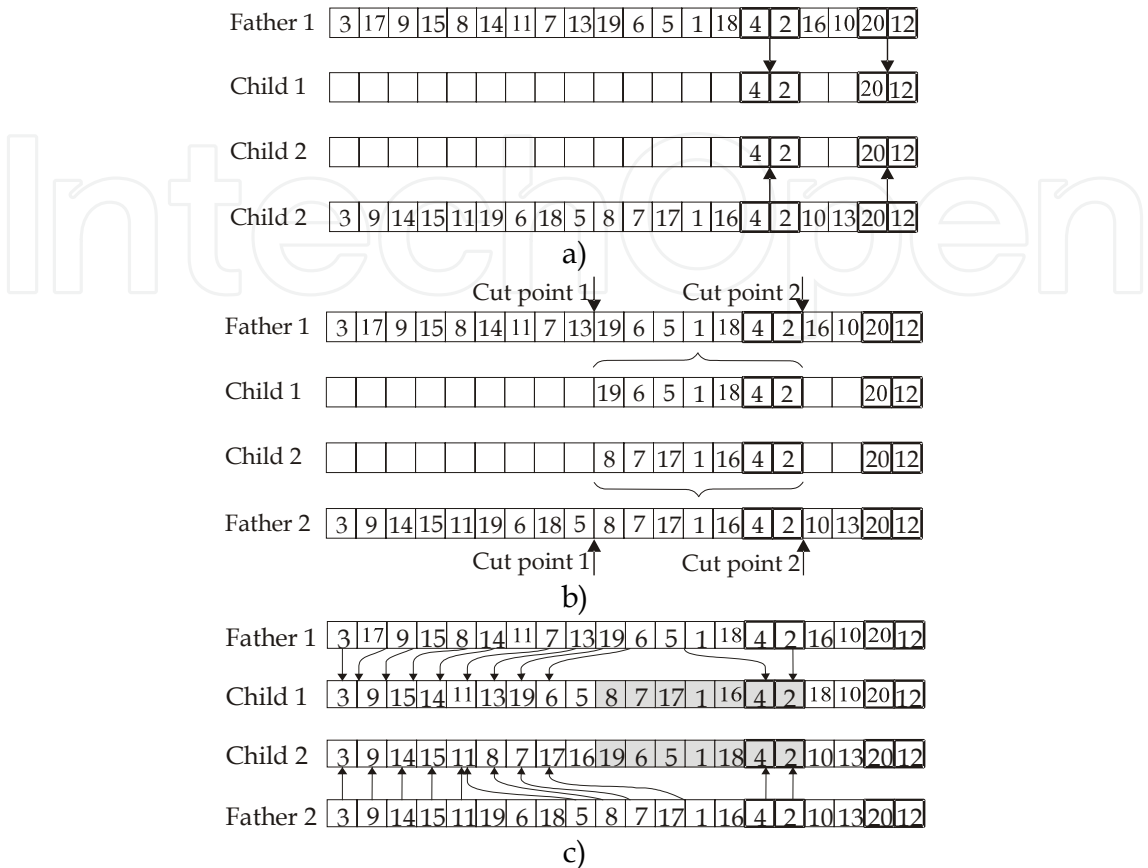 Father 1 3 17 9 15 8 14 11 7 13 19 6 5 1 18 4 2 16 10 20 12
Child 1 4 2 20 12
Child 2 4 2 20 12
Child 2 3 9 14 15 11 19 6 18 5 8 7 17 1 16 4 2 10 13 20 12
a)
Cut point 1 Cut point 2
Father 1 3 17 9 15 8 14 11 7 13 19 6 5 1 18 4 2 16 10 20 12
Child 1 19 6 5 1 18 4 2 20 12
Child 2 8 7 17 1 16 4 2 20 12
Father 2 3 9 14 15 11 19 6 18 5 8 7 17 1 16 4 2 10 13 20 12
Cut point 1 Cut point 2
b)
Father 1 3 17 9 15 8 14 11 7 13 19 6 5 1 18 4 2 16 10 20 12
Child 1 3 9 15 14 11 13 19 6 5 8 7 17 1 16 4 2 18 10 20 12
Child 2 3 9 14 15 11 8 7 17 16 19 6 5 1 18 4 2 10 13 20 12
Father 2 3 9 14 15 11 19 6 18 5 8 7 17 1 16 4 2 10 13 20 12
c)
IntechOpen